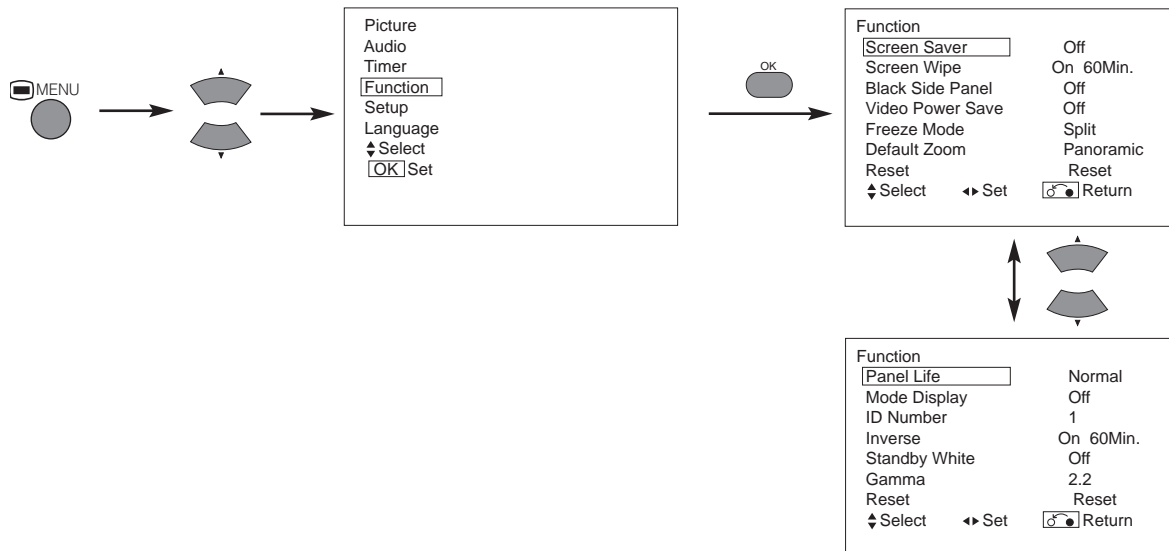 MENU
Picture
Audio
Timer
Function
Setup
Language
Select
OK Set
OK
Function
Screen Saver Off
Screen Wipe On 60Min.
Black Side Panel Off
Video Power Save Off
Freeze Mode Split
Default Zoom Panoramic
Reset Reset
Select Set Return
Function
Panel Life Normal
Mode Display Off
ID Number 1
Inverse On 60Min.
Standby White Off
Gamma 2.2
Reset Reset
Select Set Return